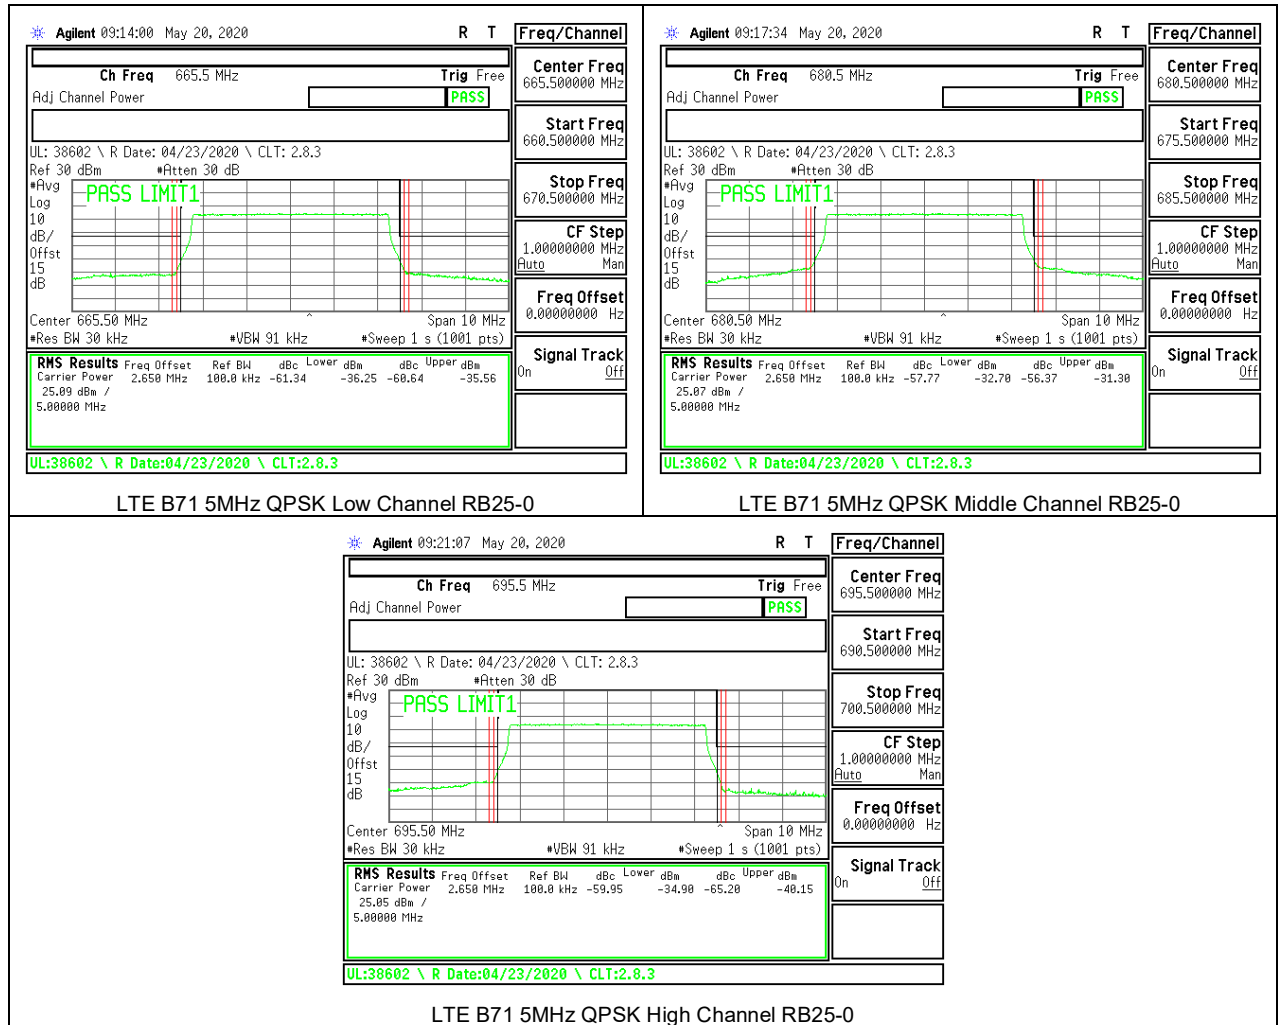 Agilent 09:14:00 May 20, 2020 R T
Freq/Channel
Ch Freq 665.5 MHz Trig Free
Adj Channel Power PASS
UL: 38602 \ R Date: 04/23/2020 \ CLT: 2.8.3
Ref 30 dBm #Atten 30 dB
#Avg
Log
10
dB/
Offst
15
dB
PASS LIMIT1
Center 665.50 MHz Span 10 MHz
#Res BW 30 kHz #VBW 91 kHz #Sweep 1 s (1001 pts)
RMS Results Freq Offset Ref BW dBc Lower dBm dBc Upper dBm
Carrier Power 2.650 MHz 100.0 kHz -61.34 -36.25 -60.64 -35.56
25.09 dBm /
5.00000 MHz
UL:38602 \ R Date:04/23/2020 \ CLT:2.8.3
Center Freq
665.500000 MHz
Start Freq
660.500000 MHz
Stop Freq
670.500000 MHz
CF Step
1.00000000 MHz
Auto Man
Freq Offset
0.00000000 Hz
Signal Track
On Off
LTE B71 5MHz QPSK Low Channel RB25-0
Agilent 09:17:34 May 20, 2020 R T
Freq/Channel
Ch Freq 680.5 MHz Trig Free
Adj Channel Power PASS
UL: 38602 \ R Date: 04/23/2020 \ CLT: 2.8.3
Ref 30 dBm #Atten 30 dB
#Avg
Log
10
dB/
Offst
15
dB
PASS LIMIT1
Center 680.50 MHz Span 10 MHz
#Res BW 30 kHz #VBW 91 kHz #Sweep 1 s (1001 pts)
RMS Results Freq Offset Ref BW dBc Lower dBm dBc Upper dBm
Carrier Power 2.650 MHz 100.0 kHz -57.77 -32.70 -56.37 -31.30
25.07 dBm /
5.00000 MHz
UL:38602 \ R Date:04/23/2020 \ CLT:2.8.3
Center Freq
680.500000 MHz
Start Freq
675.500000 MHz
Stop Freq
685.500000 MHz
CF Step
1.00000000 MHz
Auto Man
Freq Offset
0.00000000 Hz
Signal Track
On Off
LTE B71 5MHz QPSK Middle Channel RB25-0
Agilent 09:21:07 May 20, 2020 R T
Freq/Channel
Ch Freq 695.5 MHz Trig Free
Adj Channel Power PASS
UL: 38602 \ R Date: 04/23/2020 \ CLT: 2.8.3
Ref 30 dBm #Atten 30 dB
#Avg
Log
10
dB/
Offst
15
dB
PASS LIMIT1
Center 695.50 MHz Span 10 MHz
#Res BW 30 kHz #VBW 91 kHz #Sweep 1 s (1001 pts)
RMS Results Freq Offset Ref BW dBc Lower dBm dBc Upper dBm
Carrier Power 2.650 MHz 100.0 kHz -59.95 -34.90 -65.20 -40.15
25.05 dBm /
5.00000 MHz
UL:38602 \ R Date:04/23/2020 \ CLT:2.8.3
Center Freq
695.500000 MHz
Start Freq
690.500000 MHz
Stop Freq
700.500000 MHz
CF Step
1.00000000 MHz
Auto Man
Freq Offset
0.00000000 Hz
Signal Track
On Off
LTE B71 5MHz QPSK High Channel RB25-0